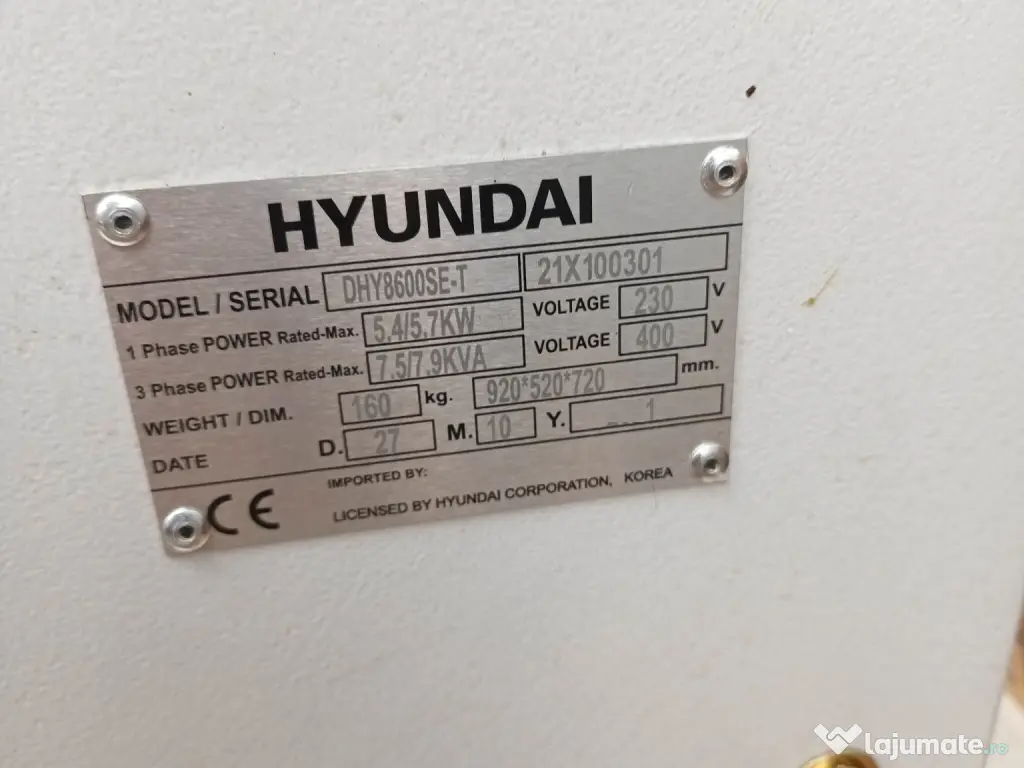 HYUNDAI
MODEL / SERIAL DHY8600SE-T 21X100301
1 Phase POWER Rated-Max. 5.4/5.7KW VOLTAGE 230 V
3 Phase POWER Rated-Max. 7.5/7.9KVA VOLTAGE 400 V
WEIGHT / DIM. 160 kg. 920*520*720 mm.
DATE D. 27 M. 10 Y. 1
CE IMPORTED BY:
LICENSED BY HYUNDAI CORPORATION, KOREA
lajumate.ro